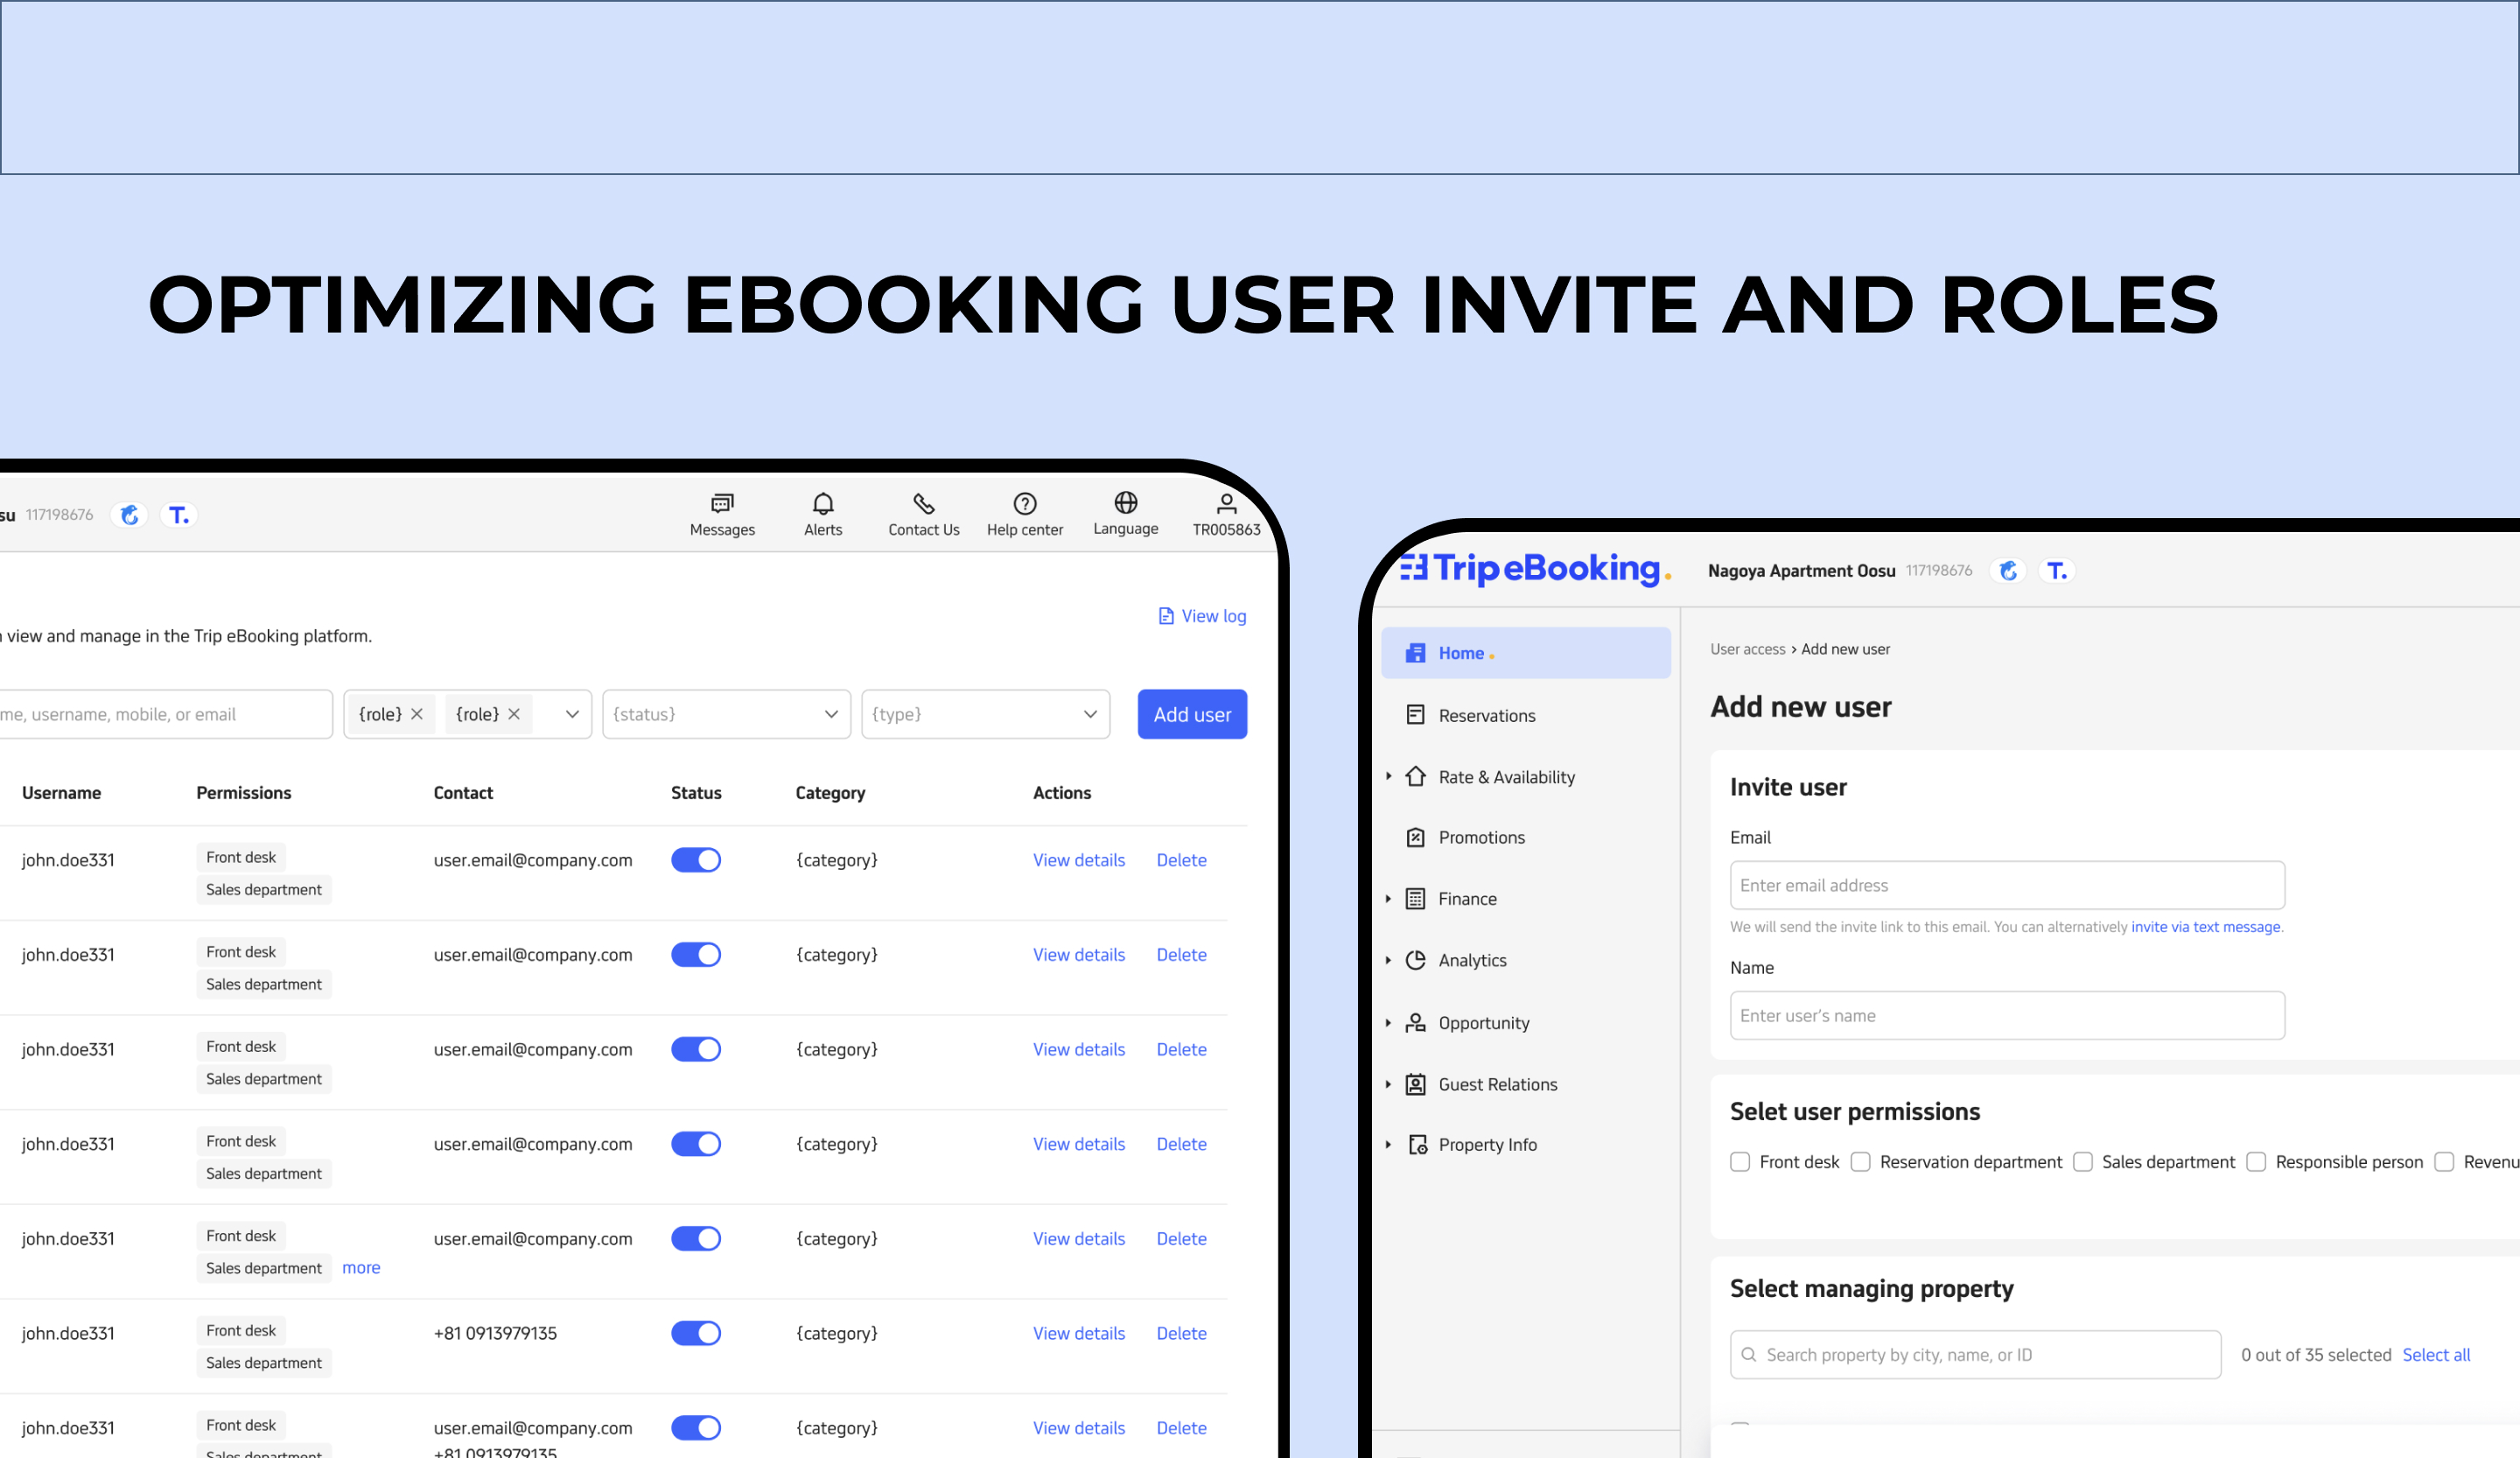 OPTIMIZING EBOOKING USER INVITE AND ROLES
su 117198676 T.
Messages Alerts Contact Us Help center Language TR005863
View log
view and manage in the Trip eBooking platform.
me, username, mobile, or email {role} {role} {status} {type} Add user
Username Permissions Contact Status Category Actions
john.doe331 Front desk user.email@company.com {category} View details Delete
Sales department
john.doe331 Front desk user.email@company.com {category} View details Delete
Sales department
john.doe331 Front desk user.email@company.com {category} View details Delete
Sales department
john.doe331 Front desk user.email@company.com {category} View details Delete
Sales department
john.doe331 Front desk user.email@company.com {category} View details Delete
Sales department more
john.doe331 Front desk +81 0913979135 {category} View details Delete
Sales department
john.doe331 Front desk user.email@company.com {category} View details Delete
Sales department +81 0913979135
Trip eBooking. Nagoya Apartment Oosu 117198676 T.
Home
Reservations
Rate & Availability
Promotions
Finance
Analytics
Opportunity
Guest Relations
Property Info
User access › Add new user
Add new user
Invite user
Email
Enter email address
We will send the invite link to this email. You can alternatively invite via text message.
Name
Enter user's name
Selet user permissions
Front desk Reservation department Sales department Responsible person Revenu
Select managing property
Search property by city, name, or ID 0 out of 35 selected Select all